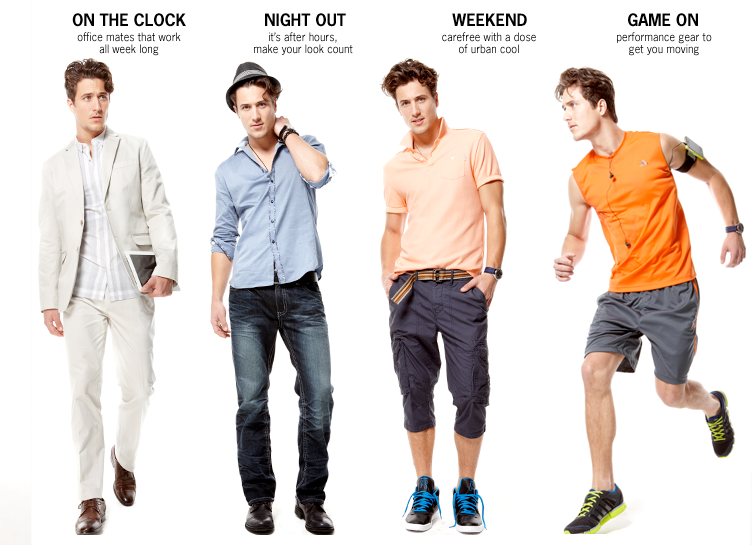 ON THE CLOCK
office mates that work
all week long
NIGHT OUT
it's after hours,
make your look count
WEEKEND
carefree with a dose
of urban cool
GAME ON
performance gear to
get you moving